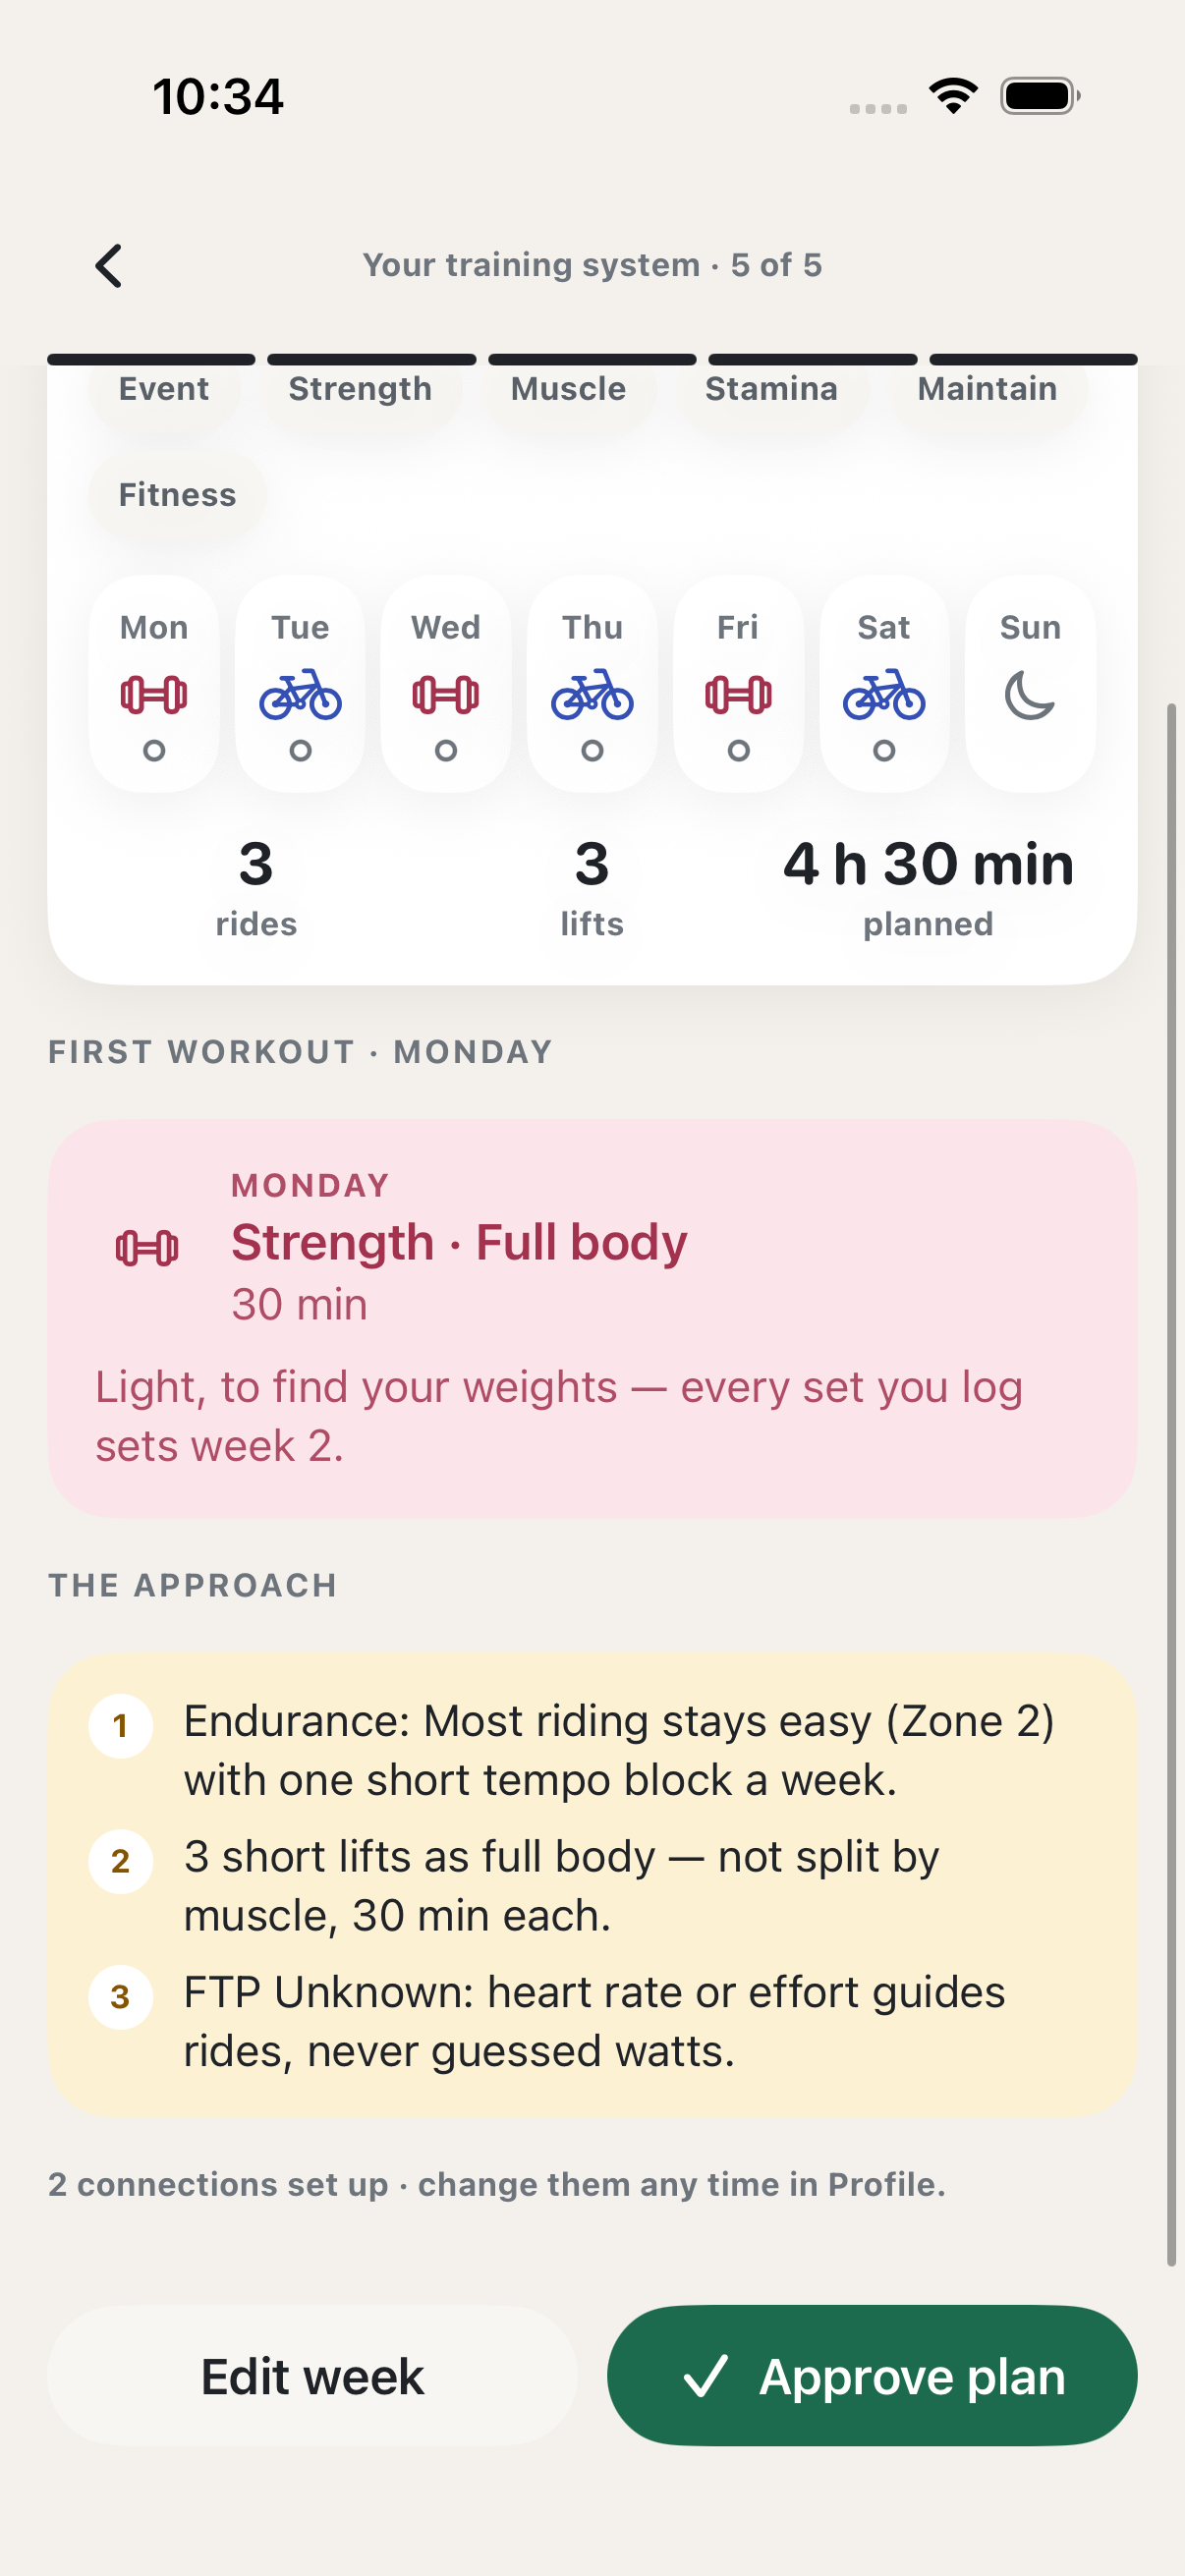 10:34
Your training system · 5 of 5
Event Strength Muscle Stamina Maintain
Fitness
Mon Tue Wed Thu Fri Sat Sun
3 3 4 h 30 min
rides lifts planned
FIRST WORKOUT · MONDAY
MONDAY
Strength · Full body
30 min
Light, to find your weights — every set you log
sets week 2.
THE APPROACH
1 Endurance: Most riding stays easy (Zone 2)
with one short tempo block a week.
2 3 short lifts as full body — not split by
muscle, 30 min each.
3 FTP Unknown: heart rate or effort guides
rides, never guessed watts.
2 connections set up · change them any time in Profile.
Edit week Approve plan